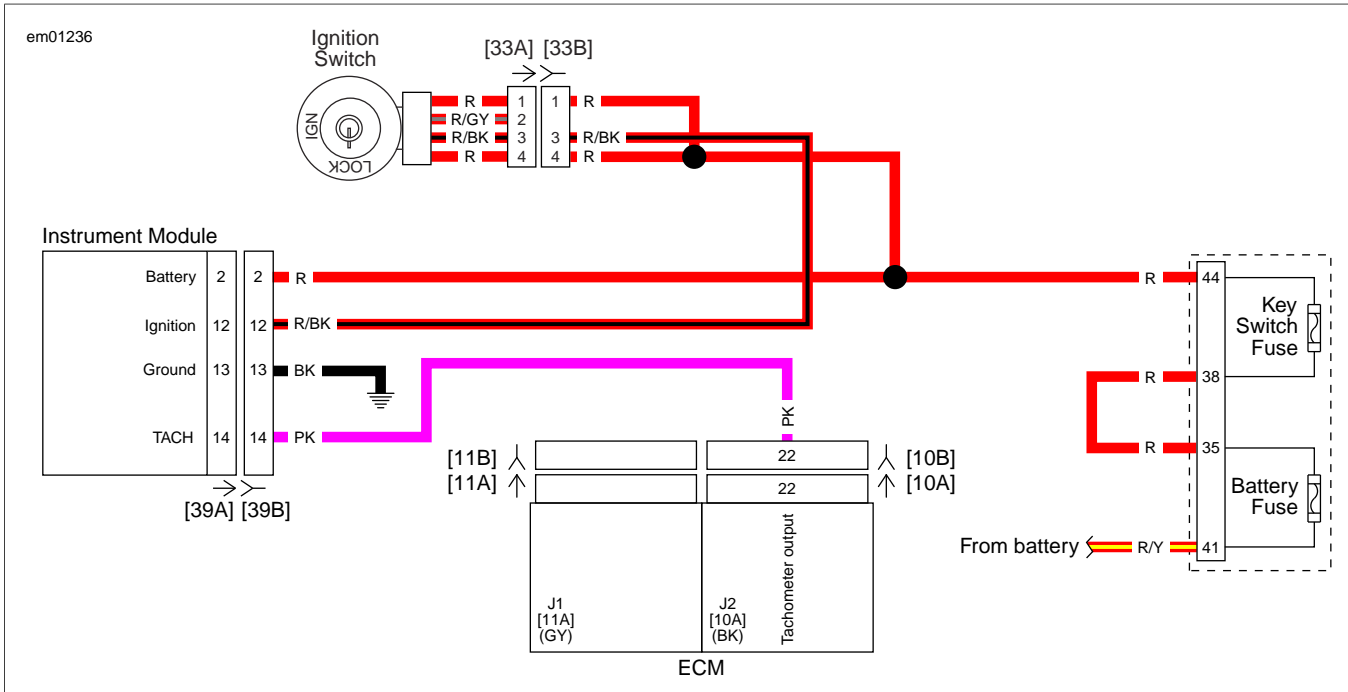 em01236
Ignition
Switch
[33A] [33B]
IGN
LOCK
R 1 1 R
R/GY 2
R/BK 3 3 R/BK
R 4 4 R
Instrument Module
Battery 2 2 R
Ignition 12 12 R/BK
Ground 13 13 BK
TACH 14 14 PK
[39A] [39B]
PK
[11B] 22 [10B]
[11A] 22 [10A]
Tachometer output
J1
[11A]
(GY)
J2
[10A]
(BK)
ECM
R 44
Key
Switch
Fuse
R 38
R 35
Battery
Fuse
From battery R/Y 41